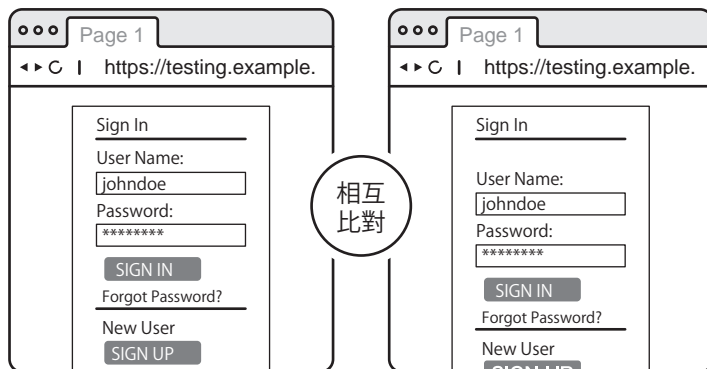 Page 1
https://testing.example.
Sign In
User Name:
johndoe
Password:
********
SIGN IN
Forgot Password?
New User
SIGN UP
相互
比對
Page 1
https://testing.example.
Sign In
User Name:
johndoe
Password:
********
SIGN IN
Forgot Password?
New User
SIGN UP